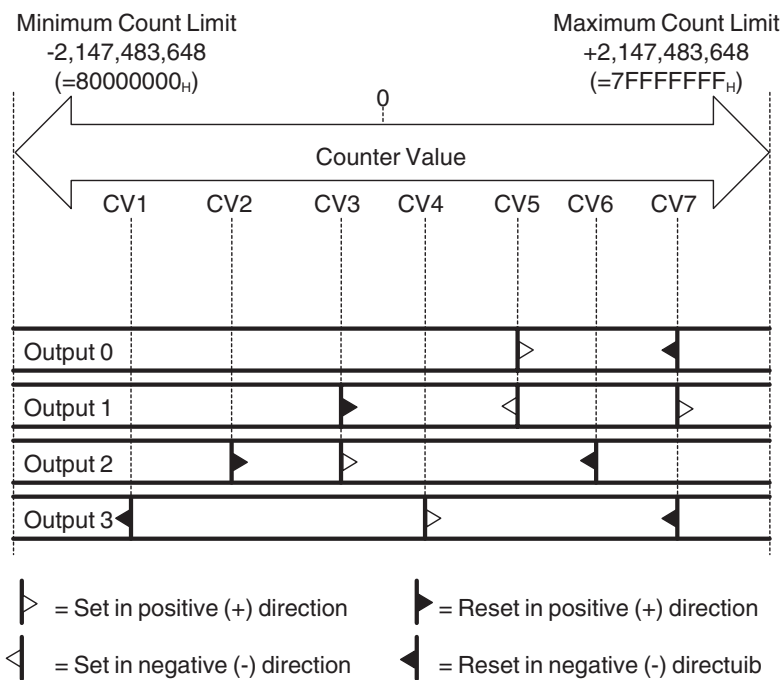 Minimum Count Limit
-2,147,483,648
(=80000000H)
Maximum Count Limit
+2,147,483,648
(=7FFFFFFFH)
0
Counter Value
CV1 CV2 CV3 CV4 CV5 CV6 CV7
Output 0
Output 1
Output 2
Output 3
= Set in positive (+) direction
= Reset in positive (+) direction
= Set in negative (-) direction
= Reset in negative (-) directuib